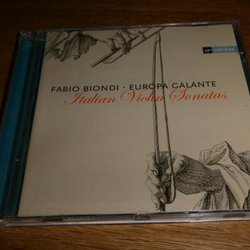 veritas
FABIO BIONDI · EUROPA GALANTE
Italian Violin Sonatas